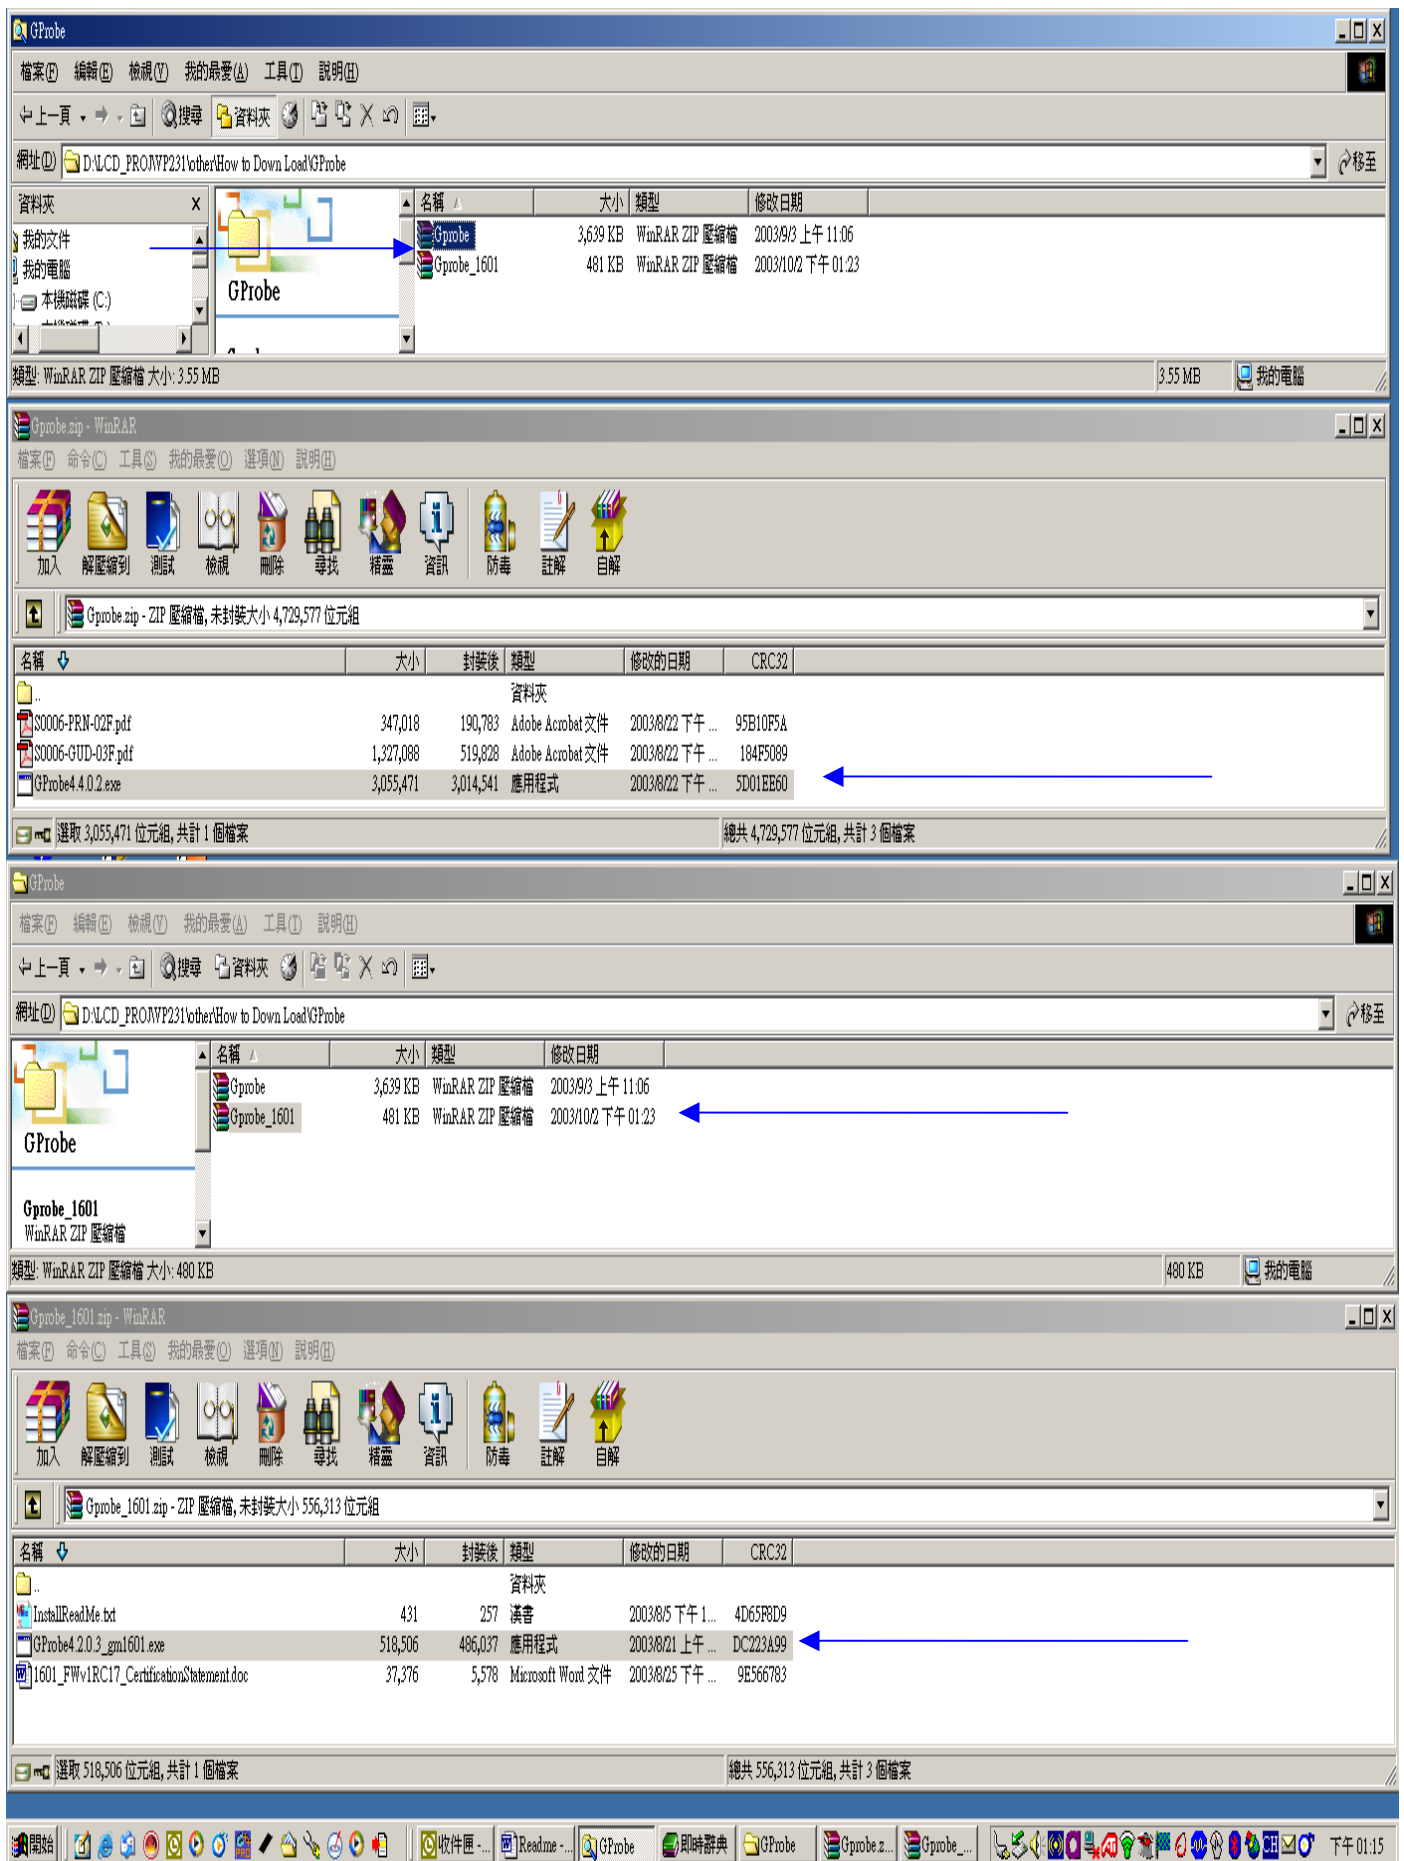 GProbe
檔案(F) 編輯(E) 檢視(V) 我的最愛(A) 工具(T) 說明(H)
上一頁 搜尋 資料夾
網址(D) D:\LCD_PROJ\VP231\other\How to Down Load\GProbe 移至
資料夾 x
我的文件
我的電腦
本機磁碟 (C:)
GProbe
名稱 大小 類型 修改日期
Gprobe 3,639 KB WinRAR ZIP 壓縮檔 2003/9/3 上午 11:06
Gprobe_1601 481 KB WinRAR ZIP 壓縮檔 2003/10/2 下午 01:23
類型: WinRAR ZIP 壓縮檔 大小: 3.55 MB 3.55 MB 我的電腦
Gprobe.zip - WinRAR
檔案(F) 命令(C) 工具(S) 我的最愛(O) 選項(N) 說明(H)
加入 解壓縮到 測試 檢視 刪除 尋找 精靈 資訊 防毒 註解 自解
Gprobe.zip - ZIP 壓縮檔, 未封裝大小 4,729,577 位元組
名稱 大小 封裝後 類型 修改的日期 CRC32
.. 資料夾
S0006-PRN-02F.pdf 347,018 190,783 Adobe Acrobat 文件 2003/8/22 下午 ... 95B10F5A
S0006-GUD-03F.pdf 1,327,088 519,828 Adobe Acrobat 文件 2003/8/22 下午 ... 184F5089
GProbe4.4.0.2.exe 3,055,471 3,014,541 應用程式 2003/8/22 下午 ... 5D01EE60
選取 3,055,471 位元組, 共計 1 個檔案 總共 4,729,577 位元組, 共計 3 個檔案
GProbe
檔案(F) 編輯(E) 檢視(V) 我的最愛(A) 工具(T) 說明(H)
上一頁 搜尋 資料夾
網址(D) D:\LCD_PROJ\VP231\other\How to Down Load\GProbe 移至
名稱 大小 類型 修改日期
Gprobe 3,639 KB WinRAR ZIP 壓縮檔 2003/9/3 上午 11:06
Gprobe_1601 481 KB WinRAR ZIP 壓縮檔 2003/10/2 下午 01:23
GProbe
Gprobe_1601
WinRAR ZIP 壓縮檔
類型: WinRAR ZIP 壓縮檔 大小: 480 KB 480 KB 我的電腦
Gprobe_1601.zip - WinRAR
檔案(F) 命令(C) 工具(S) 我的最愛(O) 選項(N) 說明(H)
加入 解壓縮到 測試 檢視 刪除 尋找 精靈 資訊 防毒 註解 自解
Gprobe_1601.zip - ZIP 壓縮檔, 未封裝大小 556,313 位元組
名稱 大小 封裝後 類型 修改的日期 CRC32
.. 資料夾
InstallReadMe.txt 431 257 漢書 2003/8/5 下午 1... 4D65F8D9
GProbe4.2.0.3_gm1601.exe 518,506 486,037 應用程式 2003/8/21 上午 ... DC223A99
1601_FWv1RC17_CertificationStatement.doc 37,376 5,578 Microsoft Word 文件 2003/8/25 下午 ... 9E566783
選取 518,506 位元組, 共計 1 個檔案 總共 556,313 位元組, 共計 3 個檔案
開始 收件匣 -... Readme -... GProbe 即時辭典 GProbe Gprobe.z... Gprobe_... CH 下午 01:15